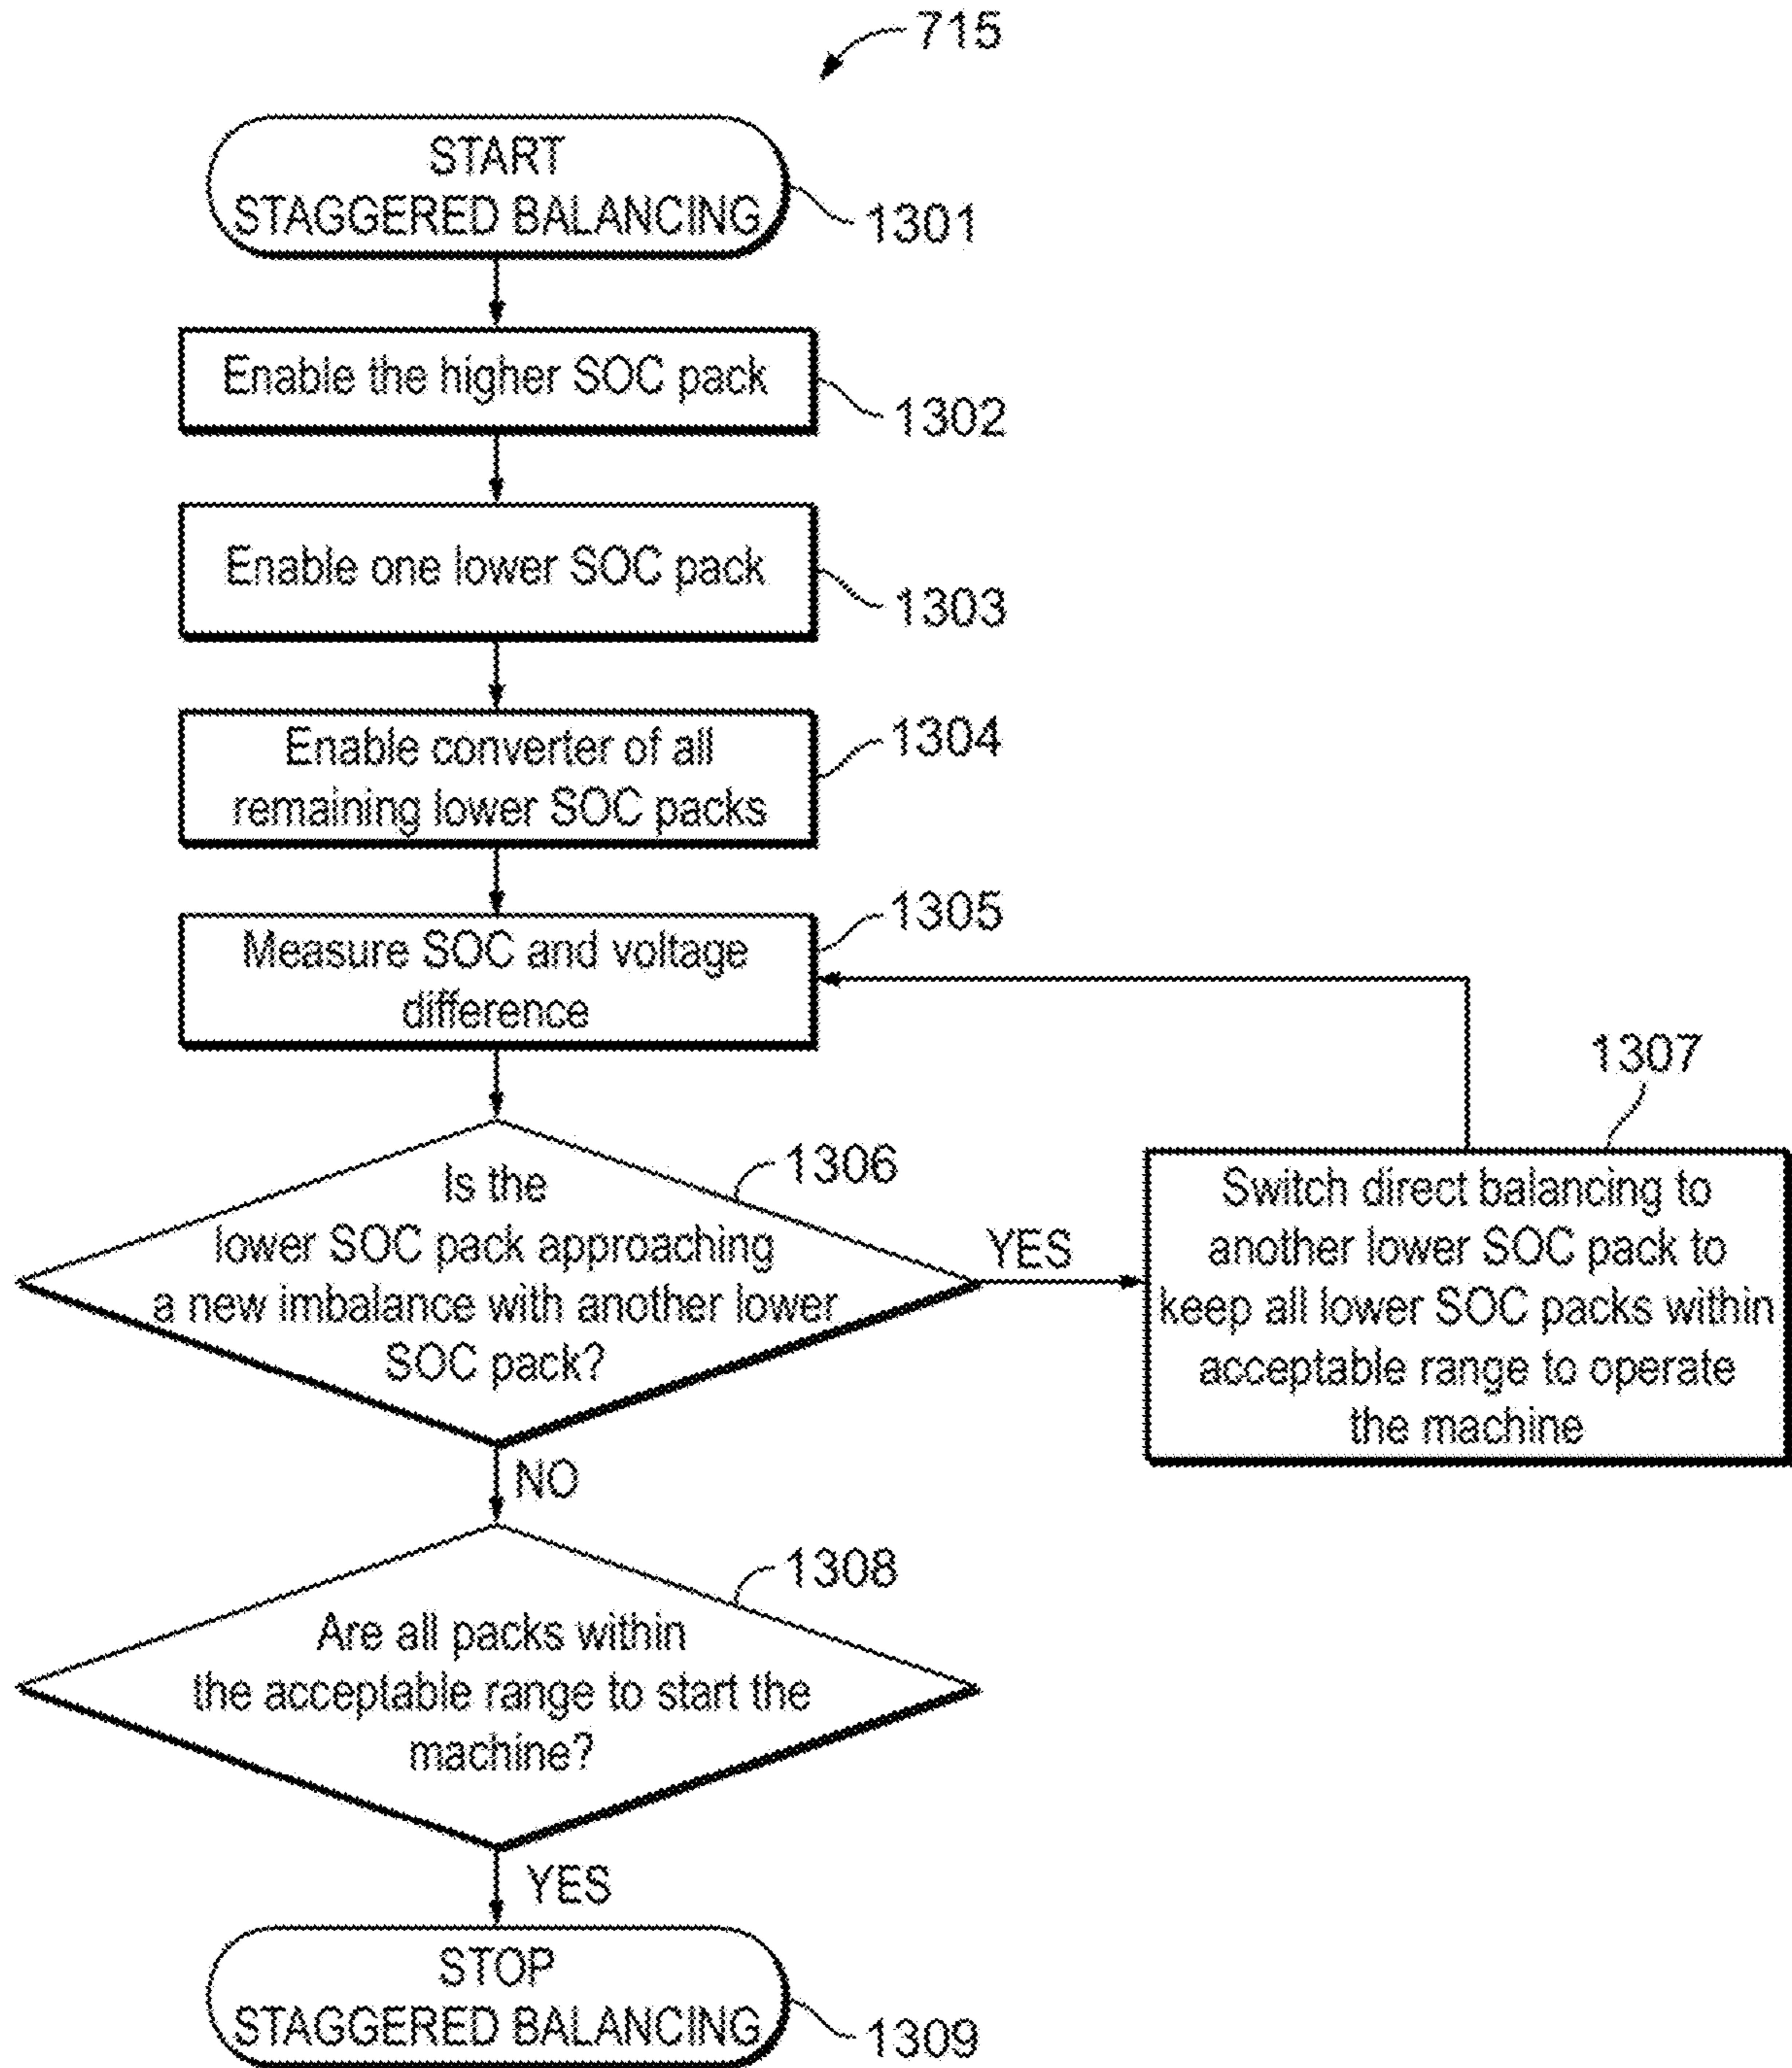 715
START
STAGGERED BALANCING
1301
Enable the higher SOC pack
1302
Enable one lower SOC pack
1303
Enable converter of all
remaining lower SOC packs
1304
Measure SOC and voltage
difference
1305
Is the
lower SOC pack approaching
a new imbalance with another lower
SOC pack?
1306
YES
Switch direct balancing to
another lower SOC pack to
keep all lower SOC packs within
acceptable range to operate
the machine
1307
NO
Are all packs within
the acceptable range to start the
machine?
1308
YES
STOP
STAGGERED BALANCING
1309